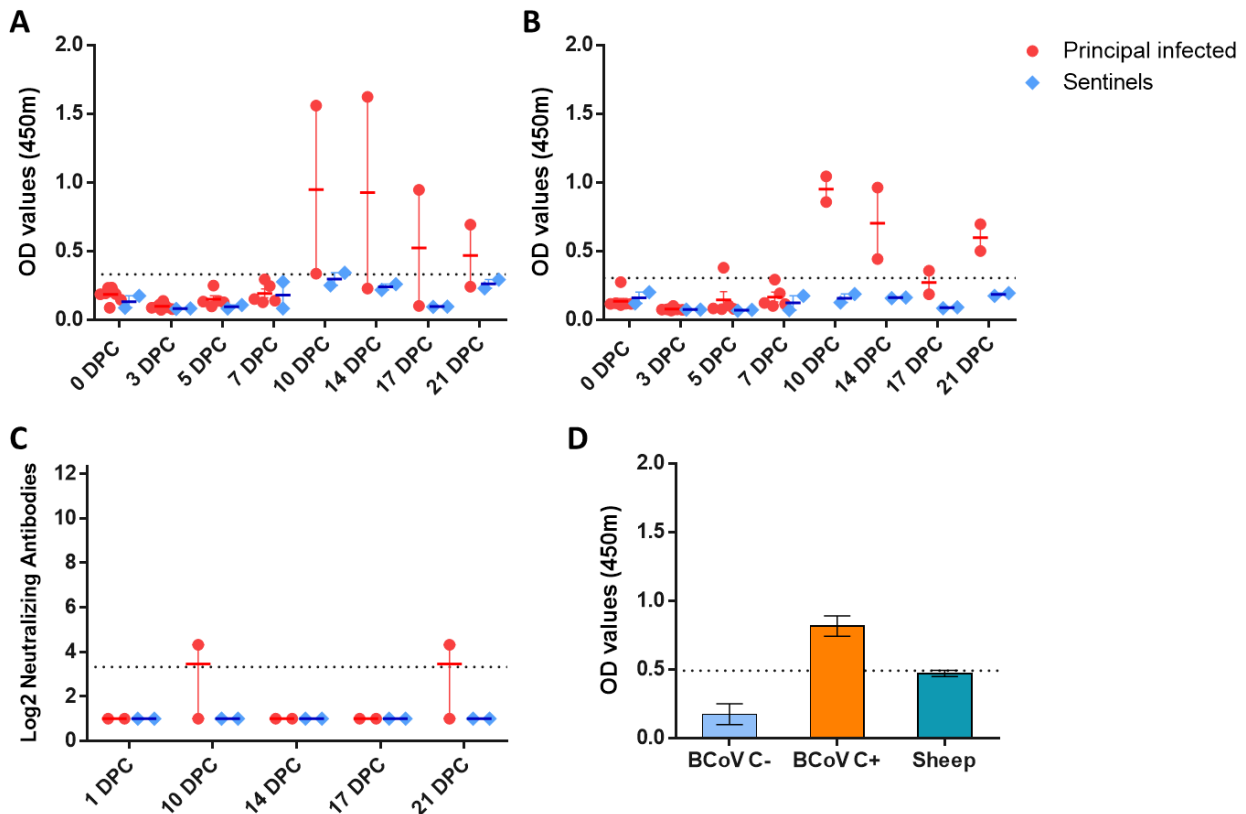 A
OD values (450m)
2.0
1.5
1.0
0.5
0.0
0 DPC
3 DPC
5 DPC
7 DPC
10 DPC
14 DPC
17 DPC
21 DPC
B
OD values (450m)
2.0
1.5
1.0
0.5
0.0
0 DPC
3 DPC
5 DPC
7 DPC
10 DPC
14 DPC
17 DPC
21 DPC
Principal infected
Sentinels
C
Log2 Neutralizing Antibodies
12
10
8
6
4
2
0
1 DPC
10 DPC
14 DPC
17 DPC
21 DPC
D
OD values (450m)
2.0
1.5
1.0
0.5
0.0
BCoV C-
BCoV C+
Sheep